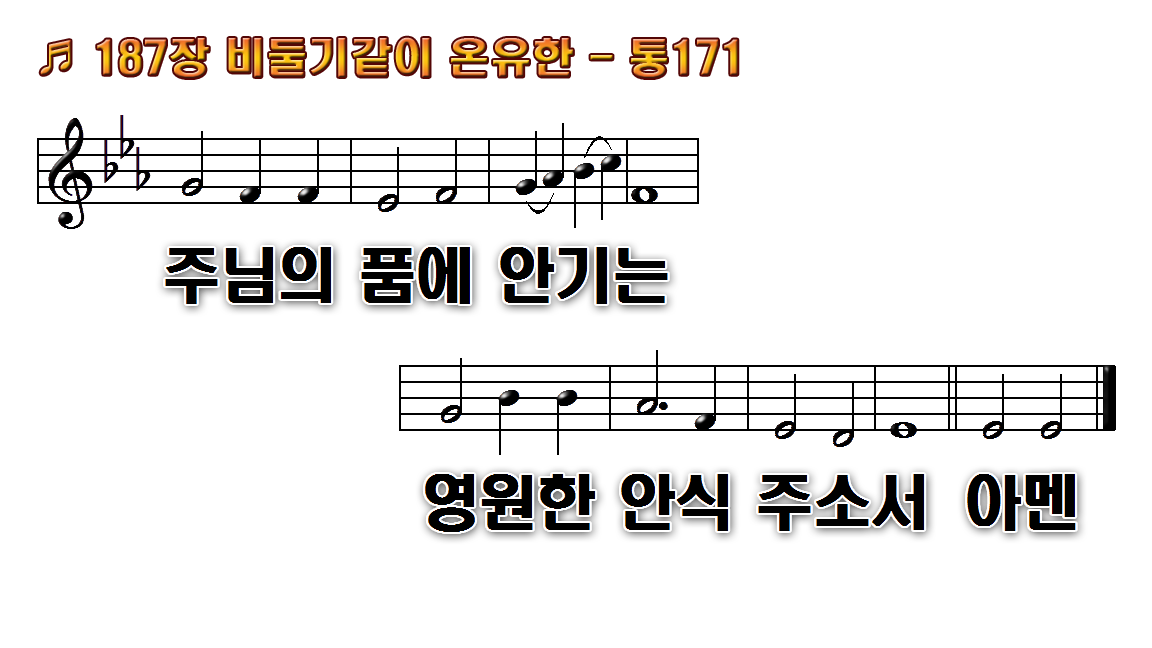 ♬ 187장 비둘기같이 온유한 - 통171
주님의 품에 안기는
영원한 안식 주소서 아멘